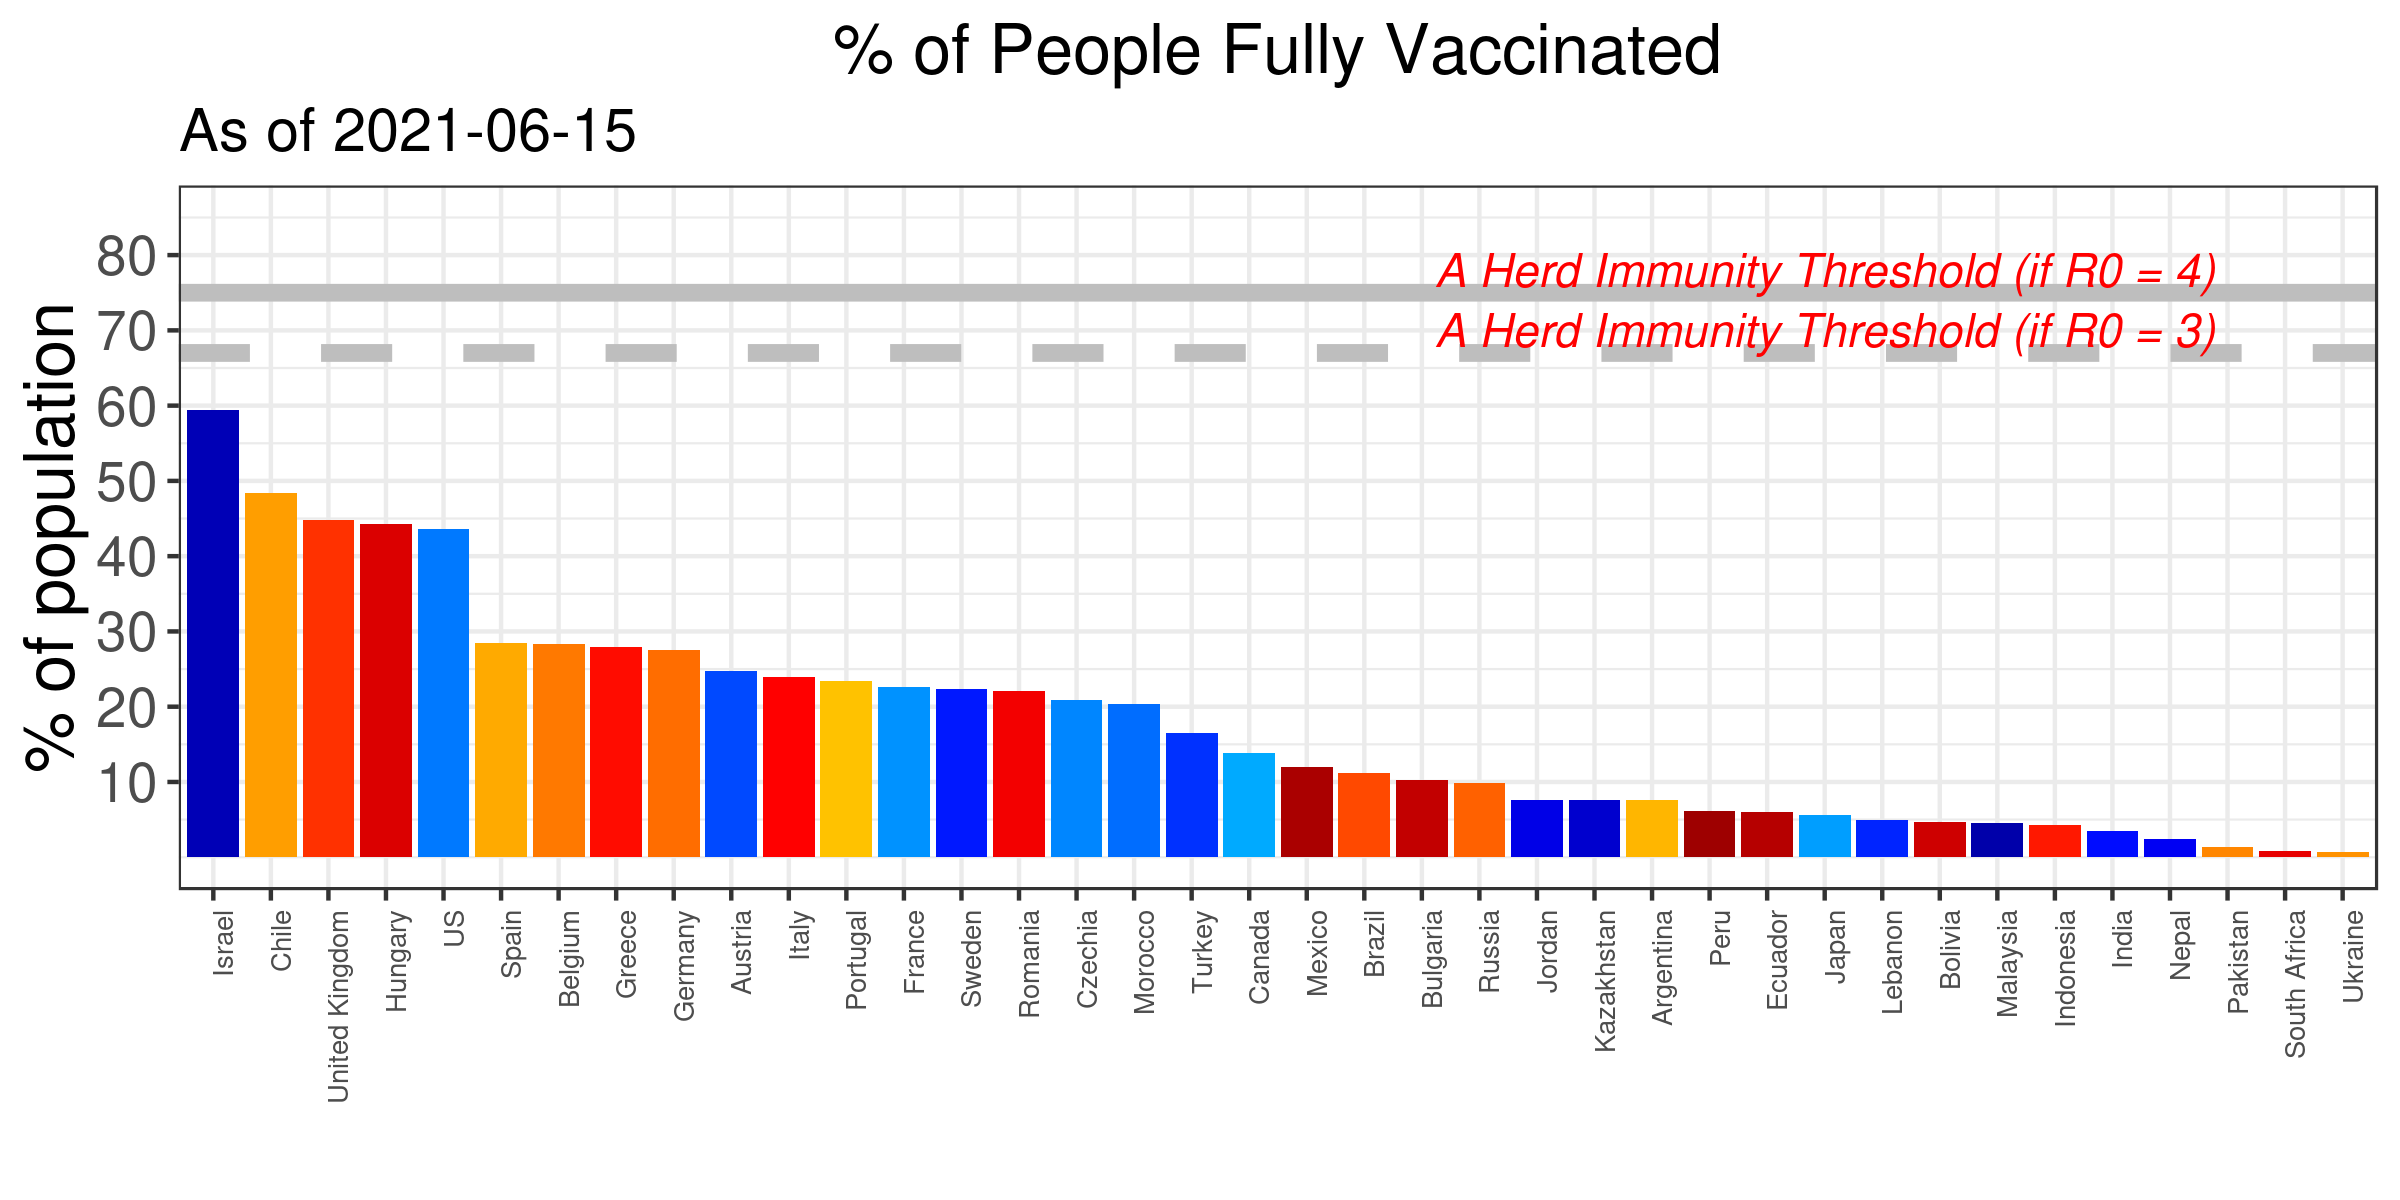 % of People Fully Vaccinated
As of 2021-06-15
% of population
80
70
60
50
40
30
20
10
A Herd Immunity Threshold (if R0 = 4)
A Herd Immunity Threshold (if R0 = 3)
Israel
Chile
United Kingdom
Hungary
US
Spain
Belgium
Greece
Germany
Austria
Italy
Portugal
France
Sweden
Romania
Czechia
Morocco
Turkey
Canada
Mexico
Brazil
Bulgaria
Russia
Jordan
Kazakhstan
Argentina
Peru
Ecuador
Japan
Lebanon
Bolivia
Malaysia
Indonesia
India
Nepal
Pakistan
South Africa
Ukraine